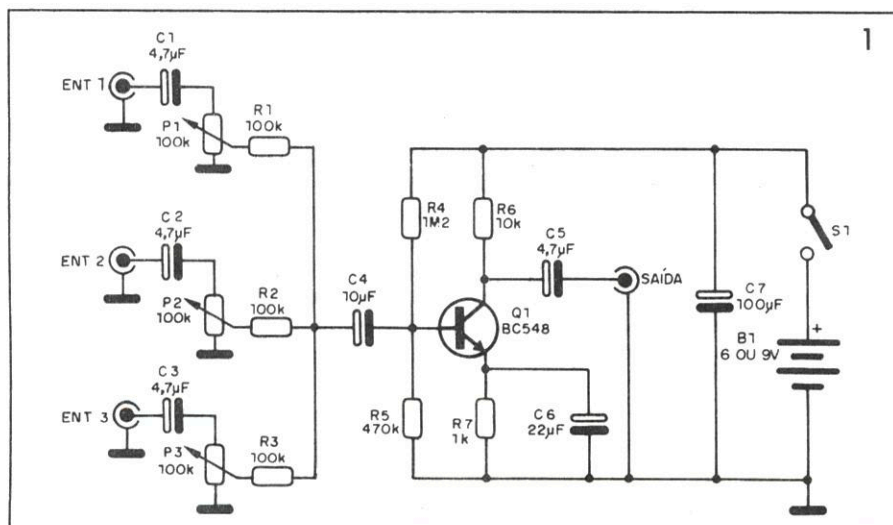 1
C1
4,7µF
ENT 1
P1
100k
R1
100k
C2
4,7µF
ENT 2
P2
100k
R2
100k
C3
4,7µF
ENT 3
P3
100k
R3
100k
C4
10µF
R4
1M2
R5
470k
R6
10k
Q1
BC548
R7
1k
C5
4,7µF
SAÍDA
C6
22µF
C7
100µF
S1
B1
6 OU 9V
+